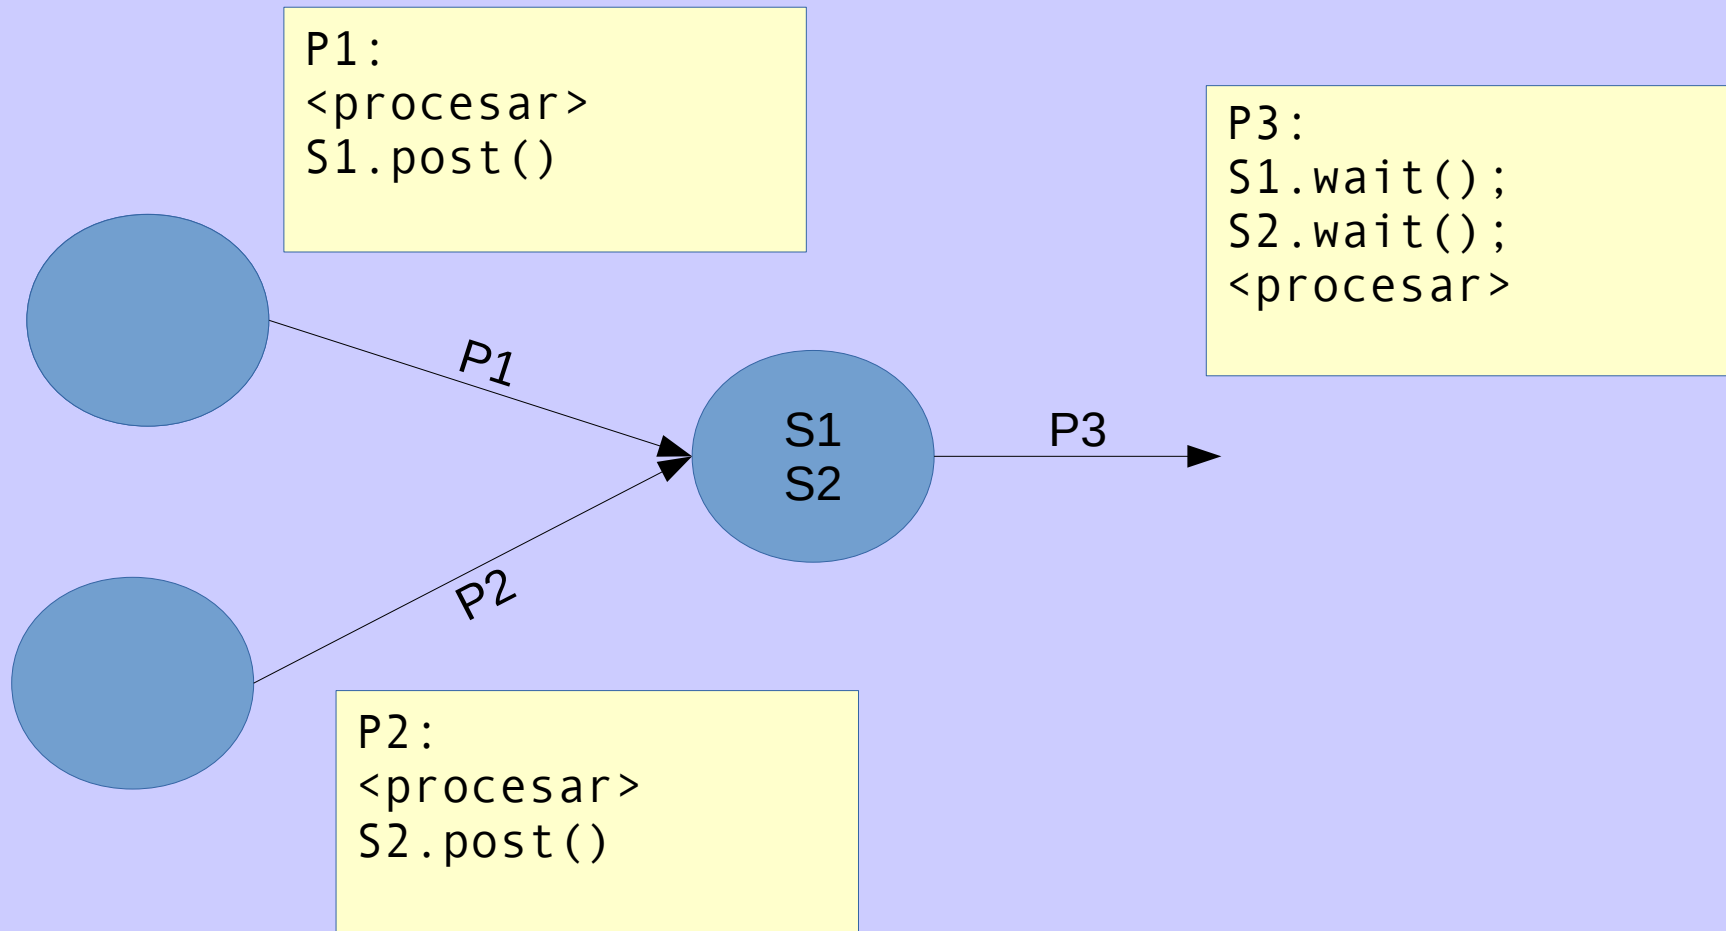 P1:
<procesar>
S1.post()
P3:
S1.wait();
S2.wait();
<procesar>
P1
S1
S2
P3
P2
P2:
<procesar>
S2.post()